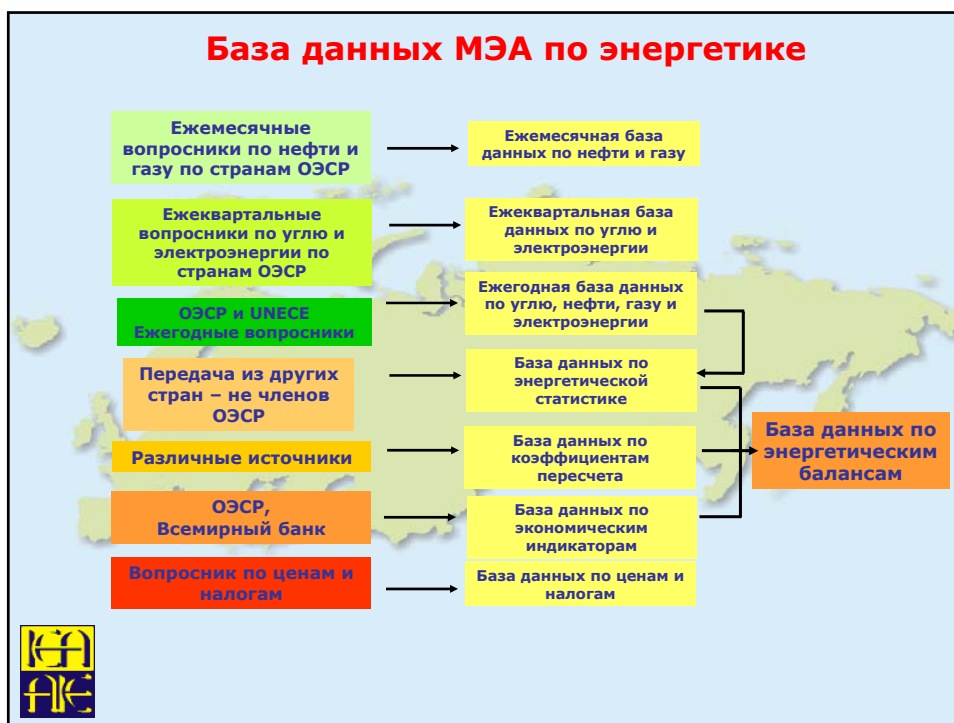 База данных МЭА по энергетике
Ежемесячные
вопросники по нефти и
газу по странам ОЭСР
Ежемесячная база
данных по нефти и газу
Ежеквартальные
вопросники по углю и
электроэнергии по
странам ОЭСР
Ежеквартальная база
данных по углю и
электроэнергии
ОЭСР и UNECE
Ежегодные вопросники
Ежегодная база данных
по углю, нефти, газу и
электроэнергии
Передача из других
стран – не членов
ОЭСР
База данных по
энергетической
статистике
Различные источники
База данных по
коэффициентам
пересчета
База данных по
энергетическим
балансам
ОЭСР,
Всемирный банк
База данных по
экономическим
индикаторам
Вопросник по ценам и
налогам
База данных по ценам и
налогам